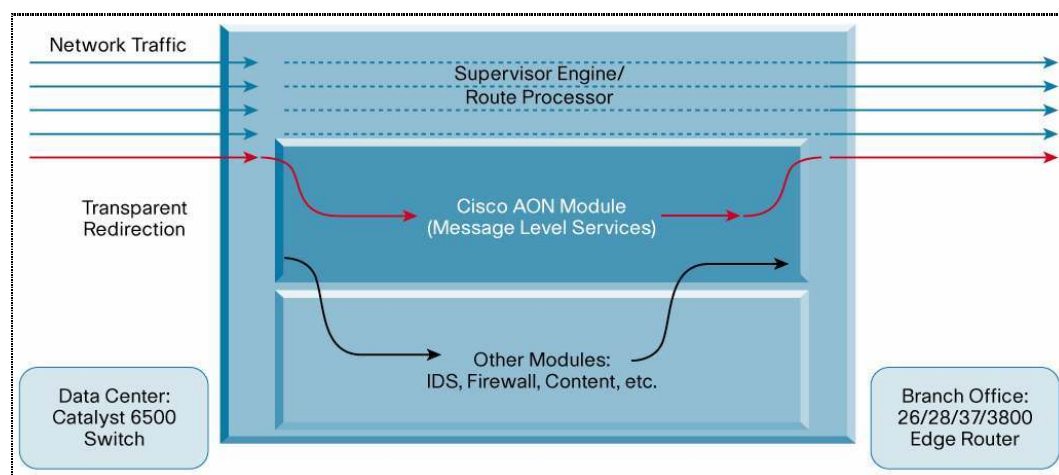 Network Traffic
Supervisor Engine/
Route Processor
Transparent
Redirection
Cisco AON Module
(Message Level Services)
Other Modules:
IDS, Firewall, Content, etc.
Data Center:
Catalyst 6500
Switch
Branch Office:
26/28/37/3800
Edge Router